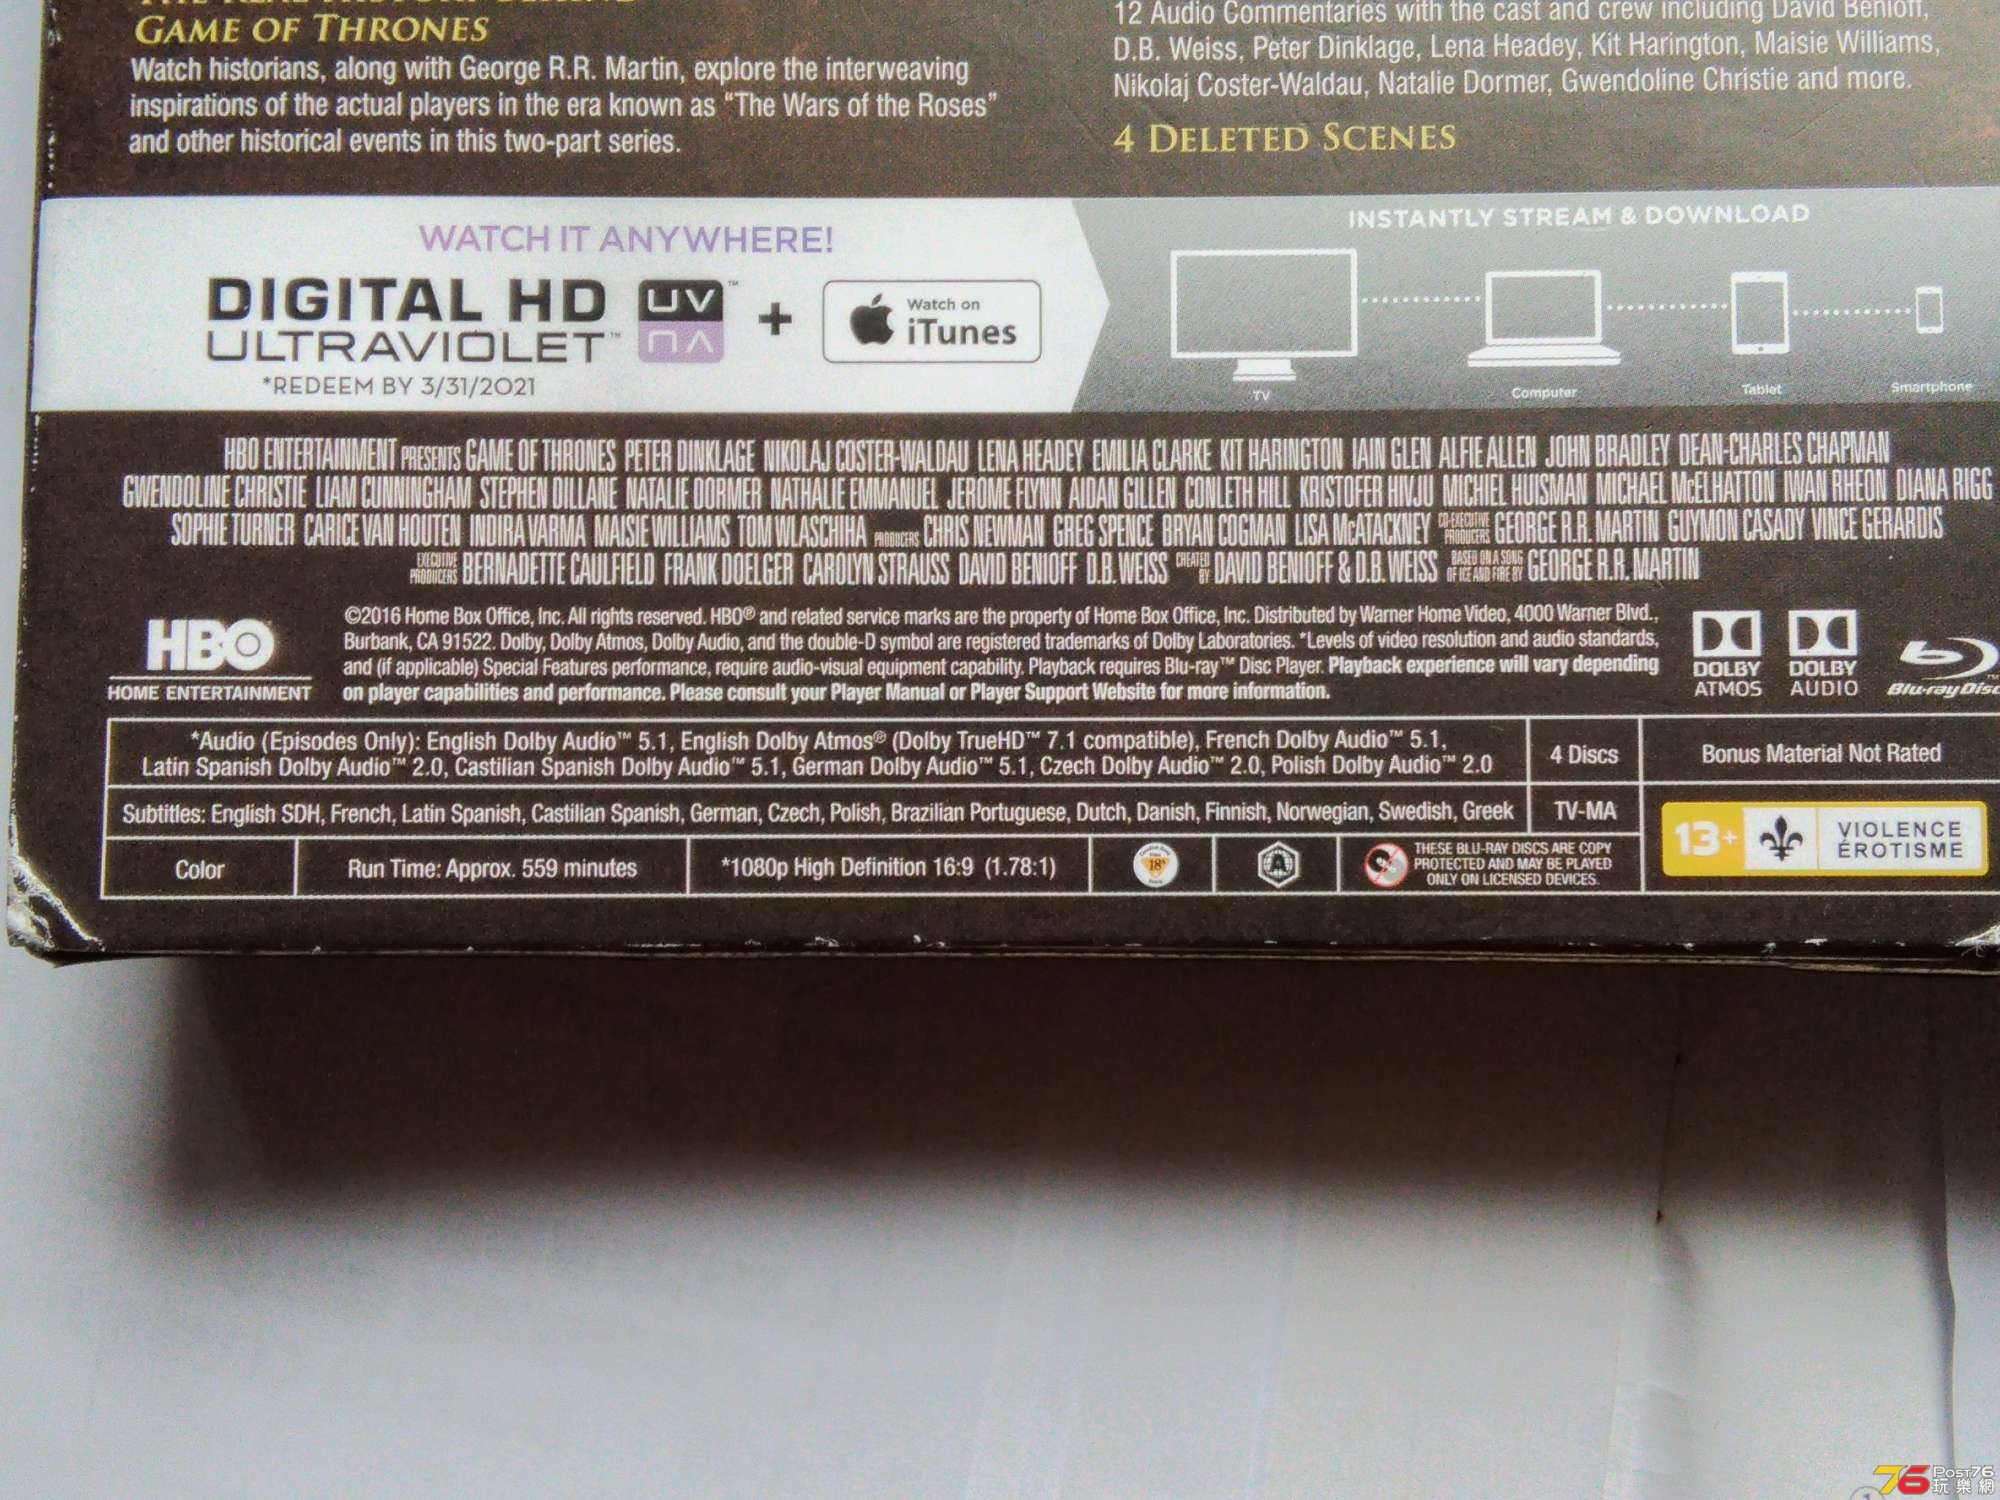 GAME OF THRONES
Watch historians, along with George R.R. Martin, explore the interweaving
inspirations of the actual players in the era known as "The Wars of the Roses"
and other historical events in this two-part series.
12 Audio Commentaries with the cast and crew including David Benioff,
D.B. Weiss, Peter Dinklage, Lena Headey, Kit Harington, Maisie Williams,
Nikolaj Coster-Waldau, Natalie Dormer, Gwendoline Christie and more.
4 DELETED SCENES
WATCH IT ANYWHERE!
DIGITAL HD
ULTRAVIOLET™
UV™
+
Watch on
iTunes
*REDEEM BY 3/31/2021
INSTANTLY STREAM & DOWNLOAD
TV Computer Tablet Smartphone
HBO ENTERTAINMENT PRESENTS GAME OF THRONES PETER DINKLAGE NIKOLAJ COSTER-WALDAU LENA HEADEY EMILIA CLARKE KIT HARINGTON IAIN GLEN ALFIE ALLEN JOHN BRADLEY DEAN-CHARLES CHAPMAN
GWENDOLINE CHRISTIE LIAM CUNNINGHAM STEPHEN DILLANE NATALIE DORMER NATHALIE EMMANUEL JEROME FLYNN AIDAN GILLEN CONLETH HILL KRISTOFER HIVJU MICHIEL HUISMAN MICHAEL McELHATTON IWAN RHEON DIANA RIGG
SOPHIE TURNER CARICE VAN HOUTEN INDIRA VARMA MAISIE WILLIAMS TOM WLASCHIHA PRODUCERS CHRIS NEWMAN GREG SPENCE BRYAN COGMAN LISA McATACKNEY CO-EXECUTIVE PRODUCERS GEORGE R.R. MARTIN GUYMON CASADY VINCE GERARDIS
EXECUTIVE PRODUCERS BERNADETTE CAULFIELD FRANK DOELGER CAROLYN STRAUSS DAVID BENIOFF D.B. WEISS CREATED BY DAVID BENIOFF & D.B. WEISS BASED ON A SONG OF ICE AND FIRE BY GEORGE R.R. MARTIN
HBO
HOME ENTERTAINMENT
©2016 Home Box Office, Inc. All rights reserved. HBO® and related service marks are the property of Home Box Office, Inc. Distributed by Warner Home Video, 4000 Warner Blvd.,
Burbank, CA 91522. Dolby, Dolby Atmos, Dolby Audio, and the double-D symbol are registered trademarks of Dolby Laboratories. *Levels of video resolution and audio standards,
and (if applicable) Special Features performance, require audio-visual equipment capability. Playback requires Blu-ray™ Disc Player. Playback experience will vary depending
on player capabilities and performance. Please consult your Player Manual or Player Support Website for more information.
DOLBY
ATMOS
DOLBY
AUDIO
Blu-ray Disc
*Audio (Episodes Only): English Dolby Audio™ 5.1, English Dolby Atmos® (Dolby TrueHD™ 7.1 compatible), French Dolby Audio™ 5.1,
Latin Spanish Dolby Audio™ 2.0, Castilian Spanish Dolby Audio™ 5.1, German Dolby Audio™ 5.1, Czech Dolby Audio™ 2.0, Polish Dolby Audio™ 2.0
4 Discs
Bonus Material Not Rated
Subtitles: English SDH, French, Latin Spanish, Castilian Spanish, German, Czech, Polish, Brazilian Portuguese, Dutch, Danish, Finnish, Norwegian, Swedish, Greek
TV-MA
13+
VIOLENCE
ÉROTISME
Color
Run Time: Approx. 559 minutes
*1080p High Definition 16:9 (1.78:1)
18
A
THESE BLU-RAY DISCS ARE COPY
PROTECTED AND MAY BE PLAYED
ONLY ON LICENSED DEVICES.
76 Post76
玩樂網